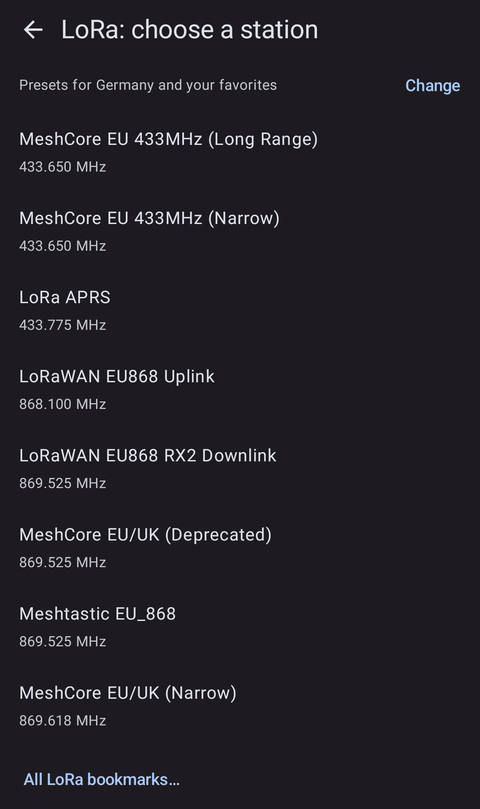 LoRa: choose a station
Presets for Germany and your favorites Change
MeshCore EU 433MHz (Long Range)
433.650 MHz
MeshCore EU 433MHz (Narrow)
433.650 MHz
LoRa APRS
433.775 MHz
LoRaWAN EU868 Uplink
868.100 MHz
LoRaWAN EU868 RX2 Downlink
869.525 MHz
MeshCore EU/UK (Deprecated)
869.525 MHz
Meshtastic EU_868
869.525 MHz
MeshCore EU/UK (Narrow)
869.618 MHz
All LoRa bookmarks…